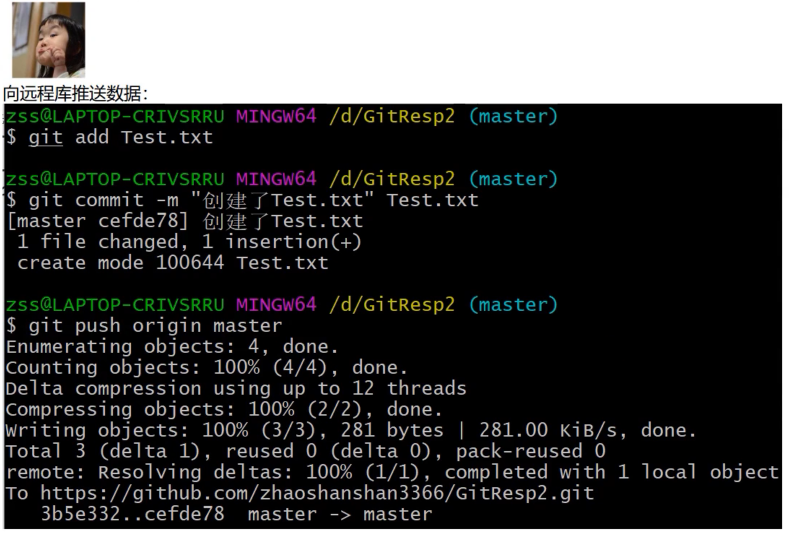 向远程库推送数据：
zss@LAPTOP-CRIVSRRU MINGW64 /d/GitResp2 (master)
$ git add Test.txt
zss@LAPTOP-CRIVSRRU MINGW64 /d/GitResp2 (master)
$ git commit -m "创建了Test.txt" Test.txt
[master cefde78] 创建了Test.txt
 1 file changed, 1 insertion(+)
 create mode 100644 Test.txt
zss@LAPTOP-CRIVSRRU MINGW64 /d/GitResp2 (master)
$ git push origin master
Enumerating objects: 4, done.
Counting objects: 100% (4/4), done.
Delta compression using up to 12 threads
Compressing objects: 100% (2/2), done.
Writing objects: 100% (3/3), 281 bytes | 281.00 KiB/s, done.
Total 3 (delta 1), reused 0 (delta 0), pack-reused 0
remote: Resolving deltas: 100% (1/1), completed with 1 local object
To https://github.com/zhaoshanshan3366/GitResp2.git
   3b5e332..cefde78  master -> master